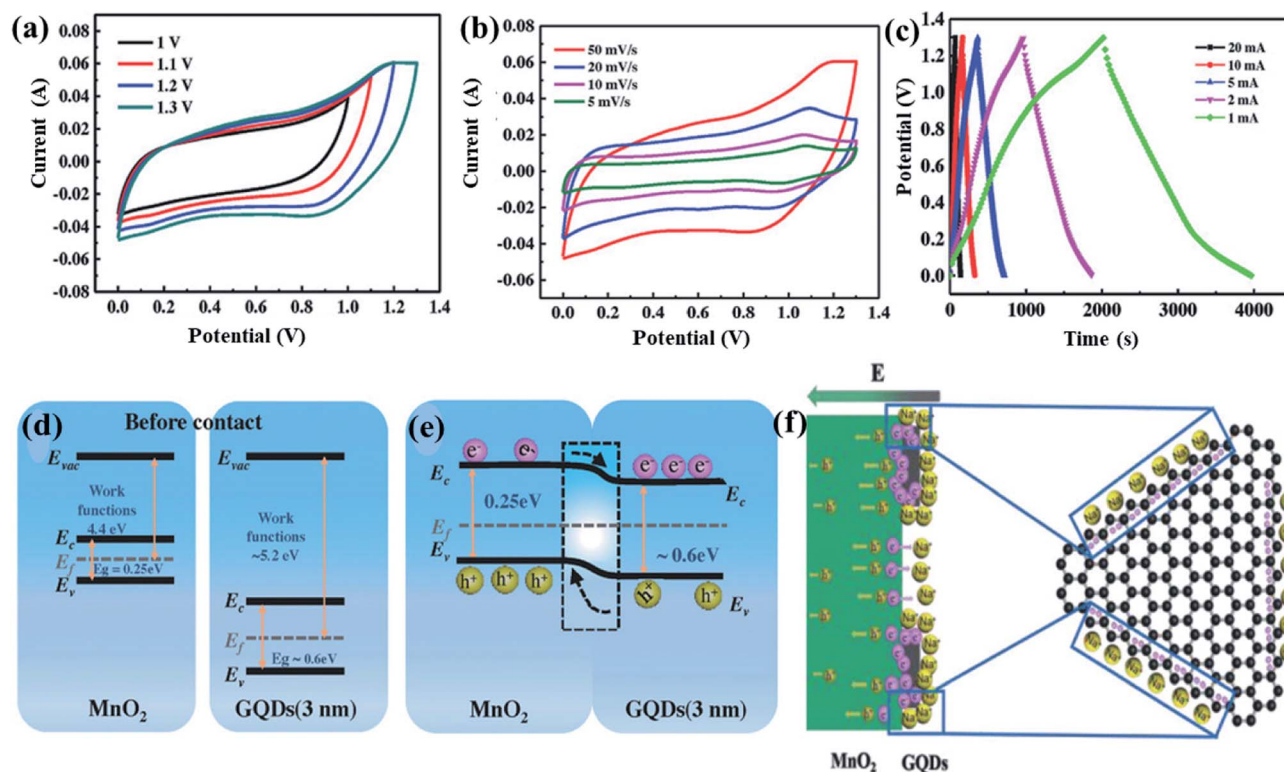 (a)
1 V
1.1 V
1.2 V
1.3 V
Current (A)
0.08
0.06
0.04
0.02
0.00
-0.02
-0.04
-0.06
-0.08
0.0 0.2 0.4 0.6 0.8 1.0 1.2 1.4
Potential (V)
(b)
50 mV/s
20 mV/s
10 mV/s
5 mV/s
Current (A)
0.08
0.06
0.04
0.02
0.00
-0.02
-0.04
-0.06
0.0 0.2 0.4 0.6 0.8 1.0 1.2 1.4
Potential (V)
(c)
20 mA
10 mA
5 mA
2 mA
1 mA
Potential (V)
1.4
1.2
1.0
0.8
0.6
0.4
0.2
0.0
0 1000 2000 3000 4000
Time (s)
(d)
Before contact
Evac
Work
functions
4.4 eV
Ec
Ef
Eg = 0.25eV
Ev
MnO2
Evac
Work
functions
~5.2 eV
Ec
Ef
Eg ~ 0.6eV
Ev
GQDs(3 nm)
(e)
e- e-
e- e- e-
Ec
Ec
0.25eV
Ef
Ev
~ 0.6eV
h+ h+ h+
h+ h+
Ev
MnO2
GQDs(3 nm)
(f)
E
Na+
MnO2 GQDs